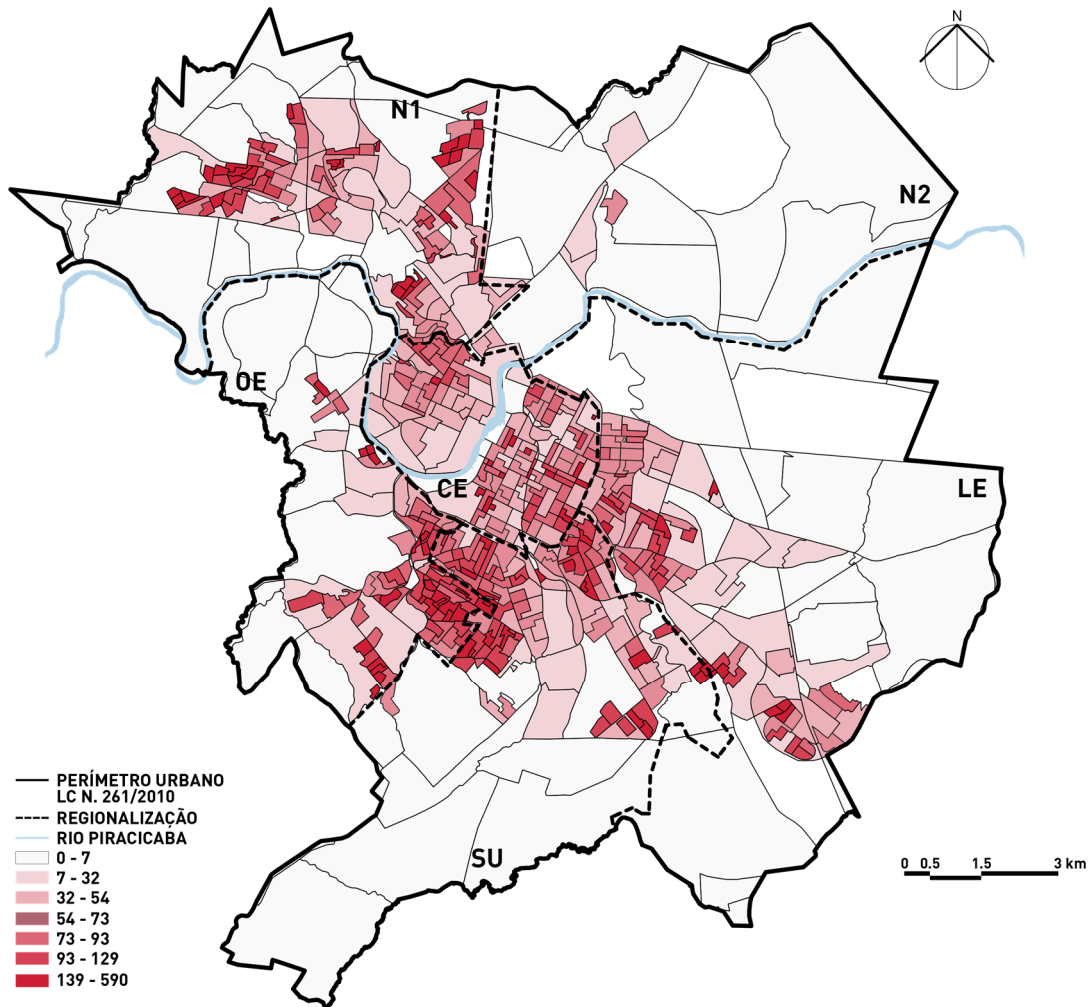 N
N1
N2
OE
CE
LE
SU
PERÍMETRO URBANO
LC N. 261/2010
REGIONALIZAÇÃO
RIO PIRACICABA
0 - 7
7 - 32
32 - 54
54 - 73
73 - 93
93 - 129
139 - 590
0 0.5 1.5 3 km